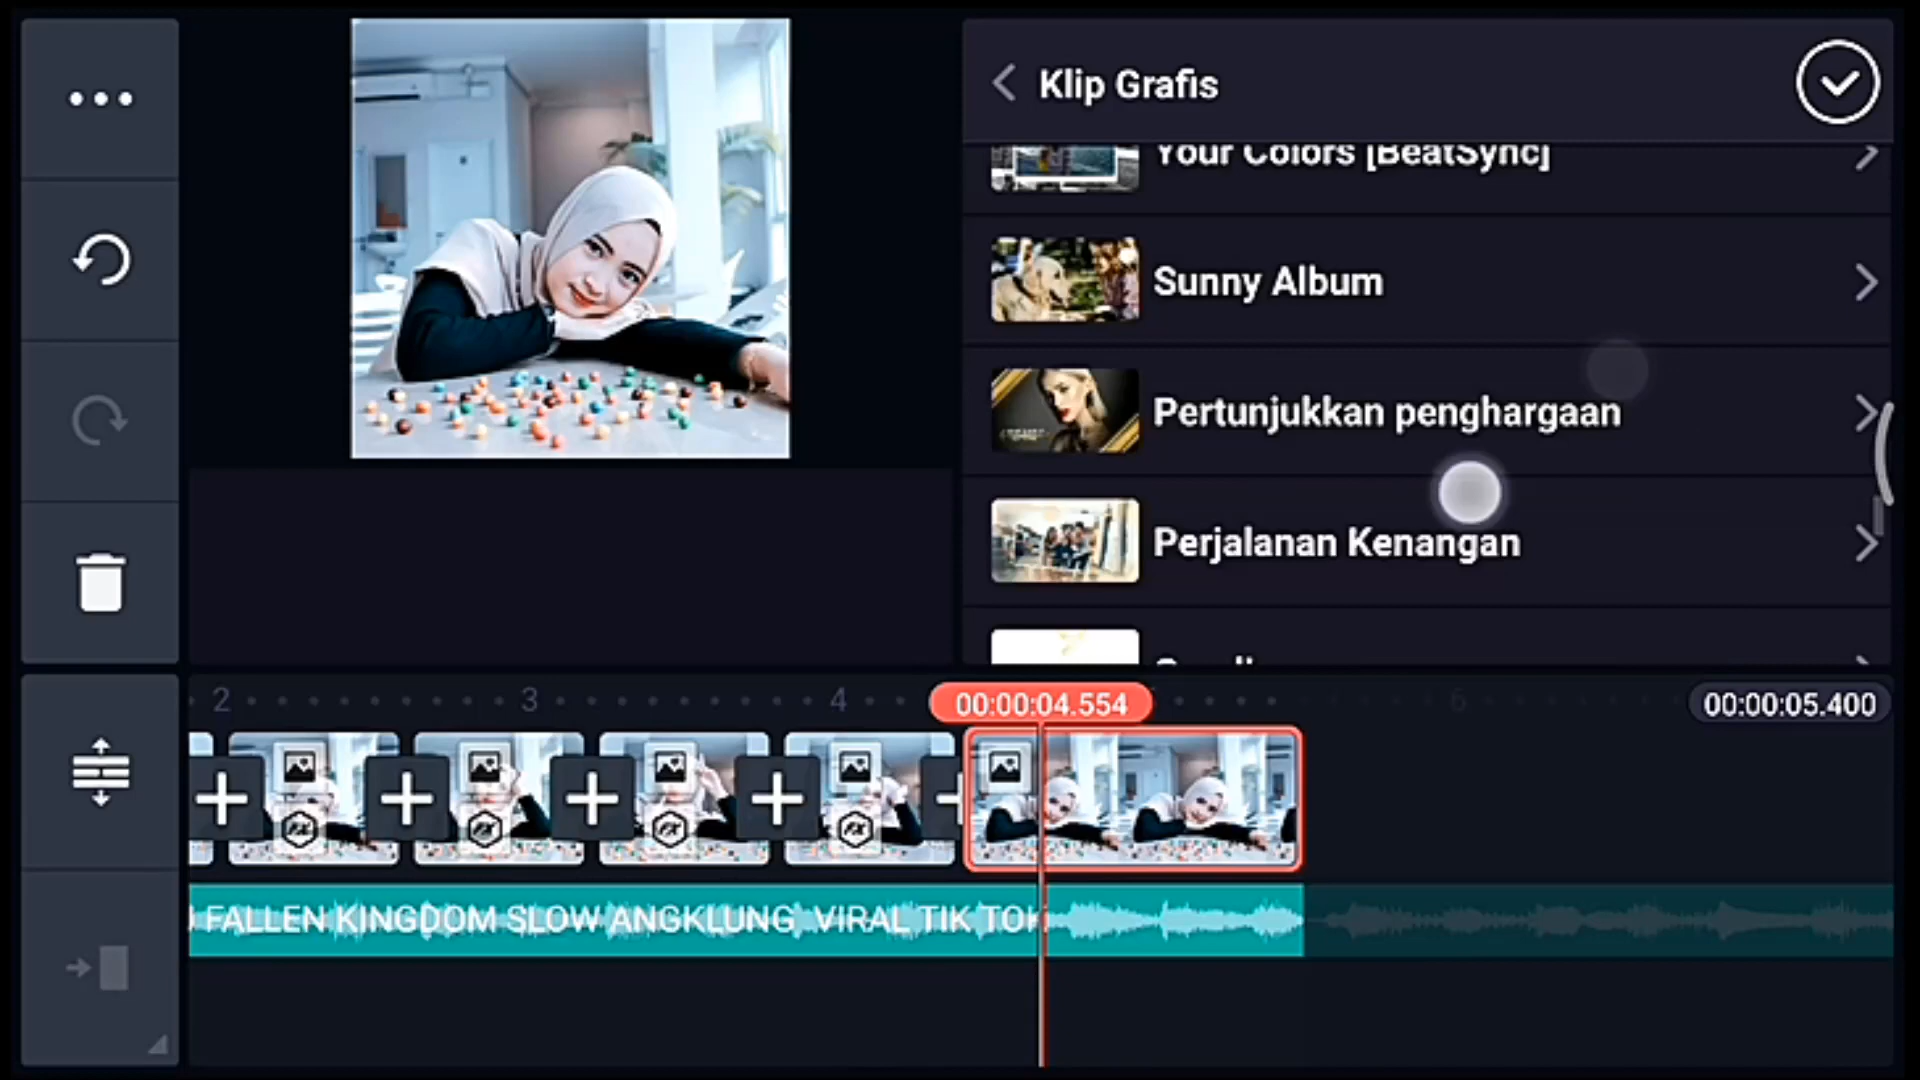 Klip Grafis
Your Colors [BeatSync]
Sunny Album
Pertunjukkan penghargaan
Perjalanan Kenangan
2
3
4
00:00:04.554
6
00:00:05.400
FALLEN KINGDOM SLOW ANGKLUNG VIRAL TIK TOK